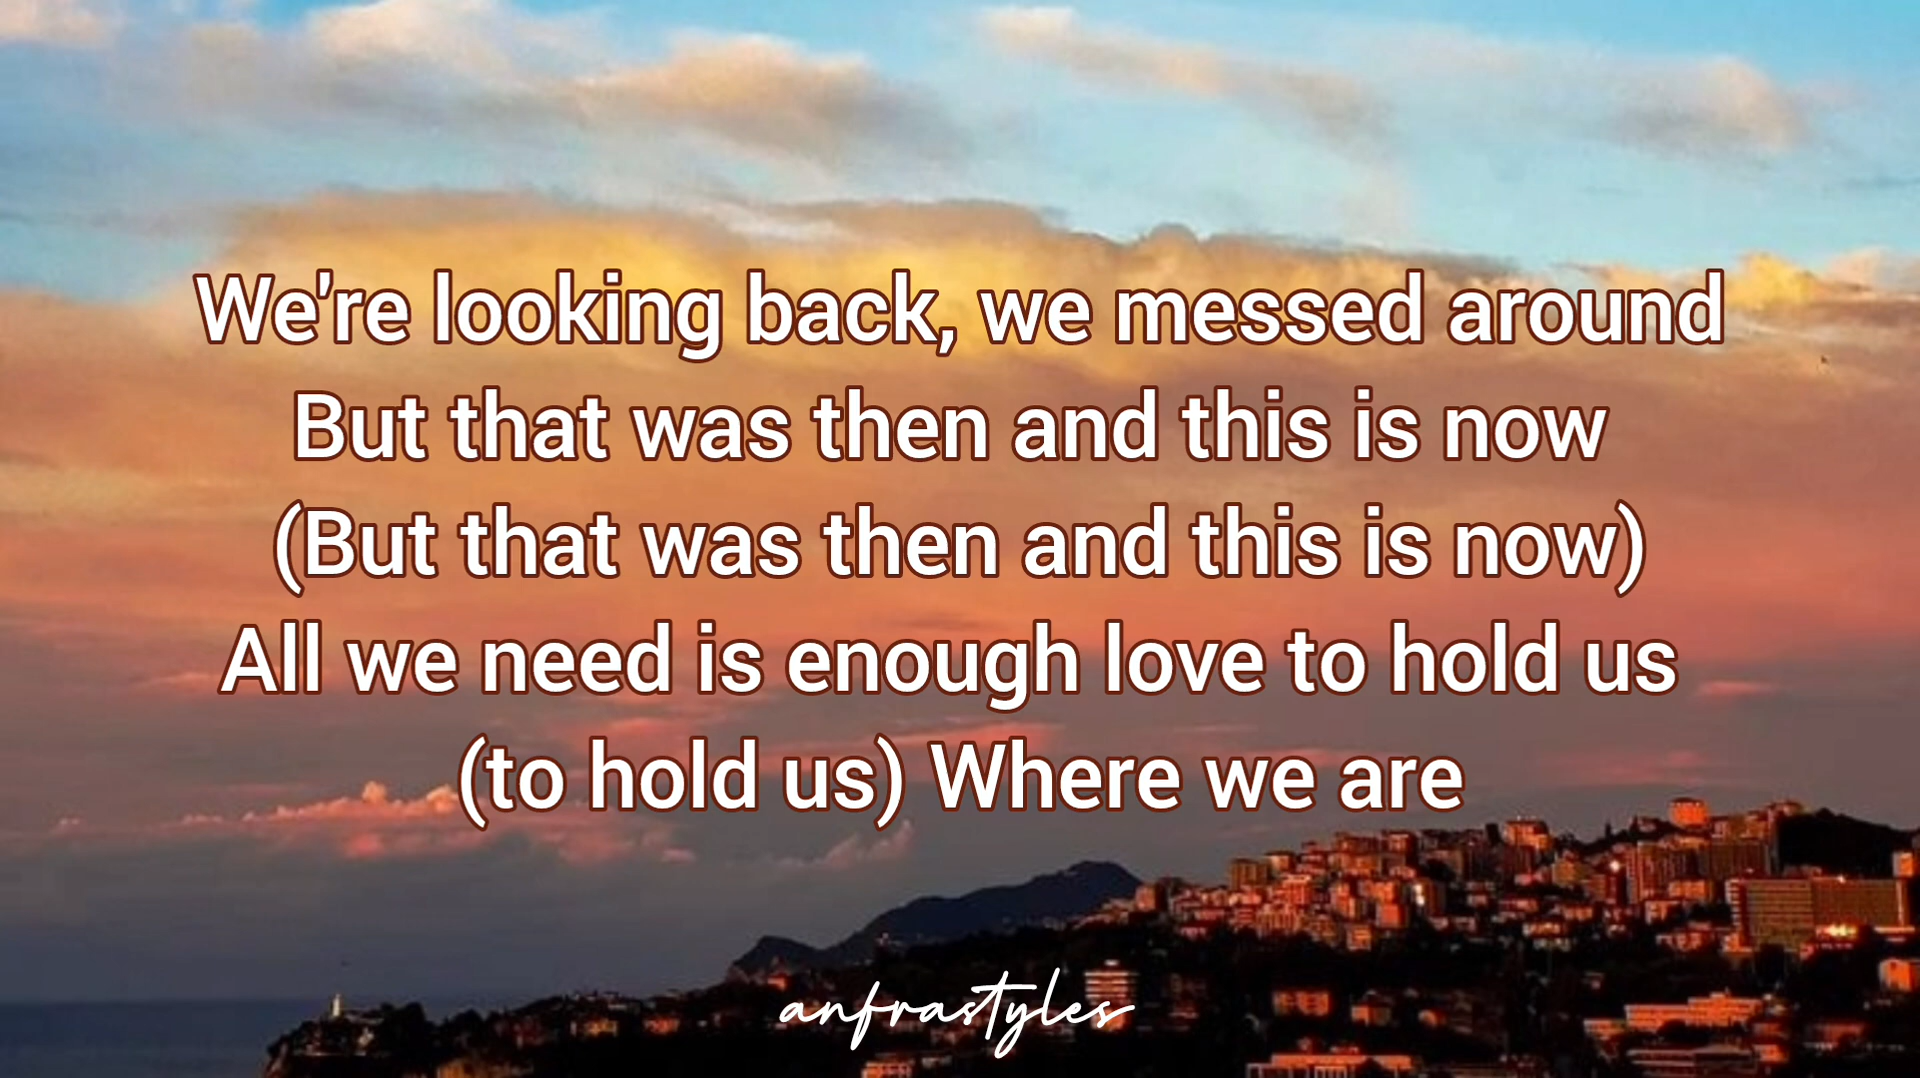 We're looking back, we messed around
But that was then and this is now
(But that was then and this is now)
All we need is enough love to hold us
(to hold us) Where we are
anfrastyles